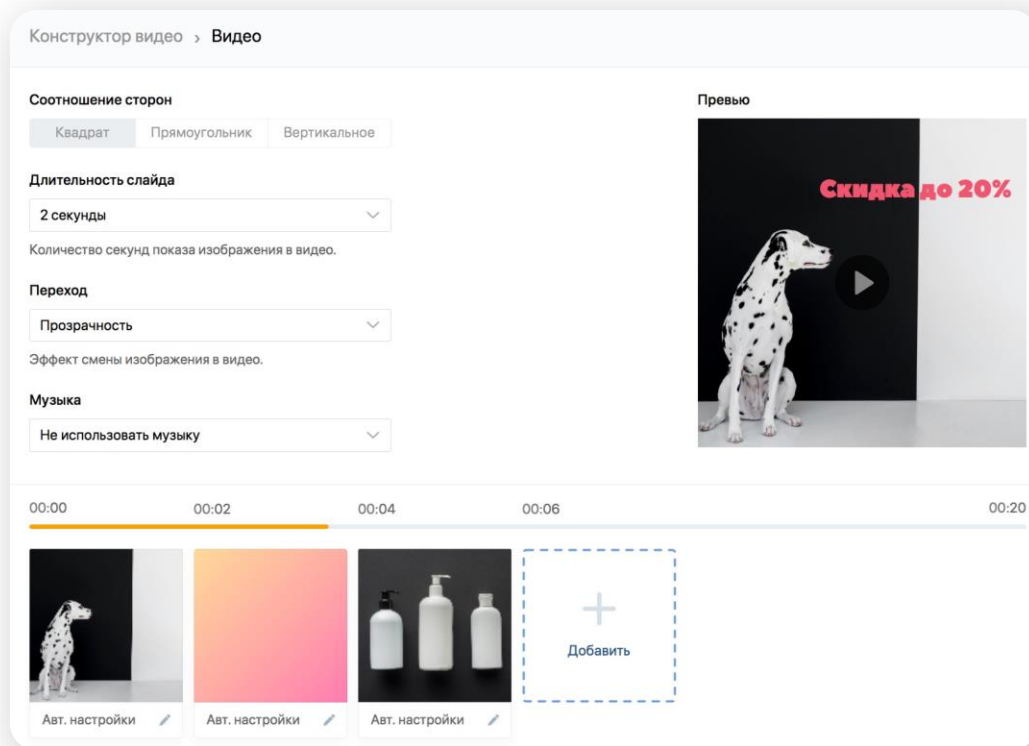 Конструктор видео › Видео
Соотношение сторон
Квадрат Прямоугольник Вертикальное
Длительность слайда
2 секунды
Количество секунд показа изображения в видео.
Переход
Прозрачность
Эффект смены изображения в видео.
Музыка
Не использовать музыку
Превью
Скидка до 20%
00:00 00:02 00:04 00:06 00:20
Добавить
Авт. настройки Авт. настройки Авт. настройки